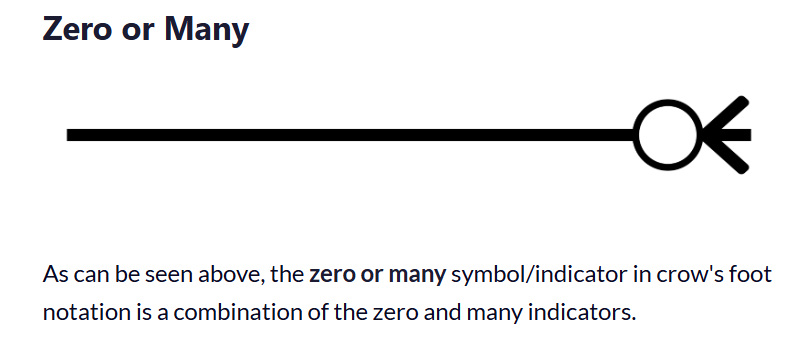 Zero or Many
As can be seen above, the zero or many symbol/indicator in crow's foot
notation is a combination of the zero and many indicators.